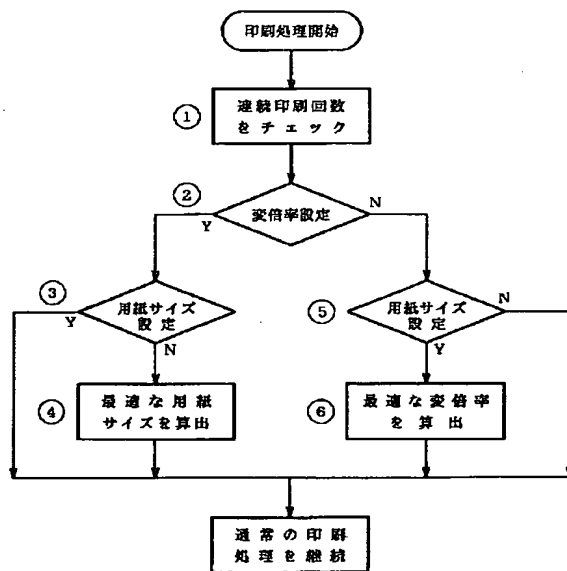 印刷処理開始
①
連続印刷回数
をチェック
②
変倍率設定
Y
N
③
用紙サイズ
設定
Y
N
⑤
用紙サイズ
設定
N
Y
④
最適な用紙
サイズを算出
⑥
最適な変倍率
を算出
通常の印刷
処理を継続